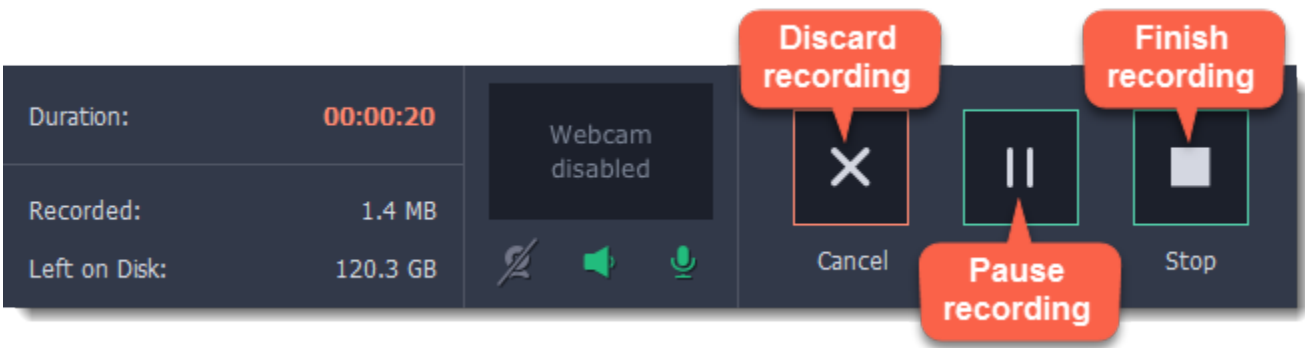 Duration: 00:00:20
Recorded: 1.4 MB
Left on Disk: 120.3 GB
Webcam
disabled
Discard
recording
Cancel
Pause
recording
Finish
recording
Stop